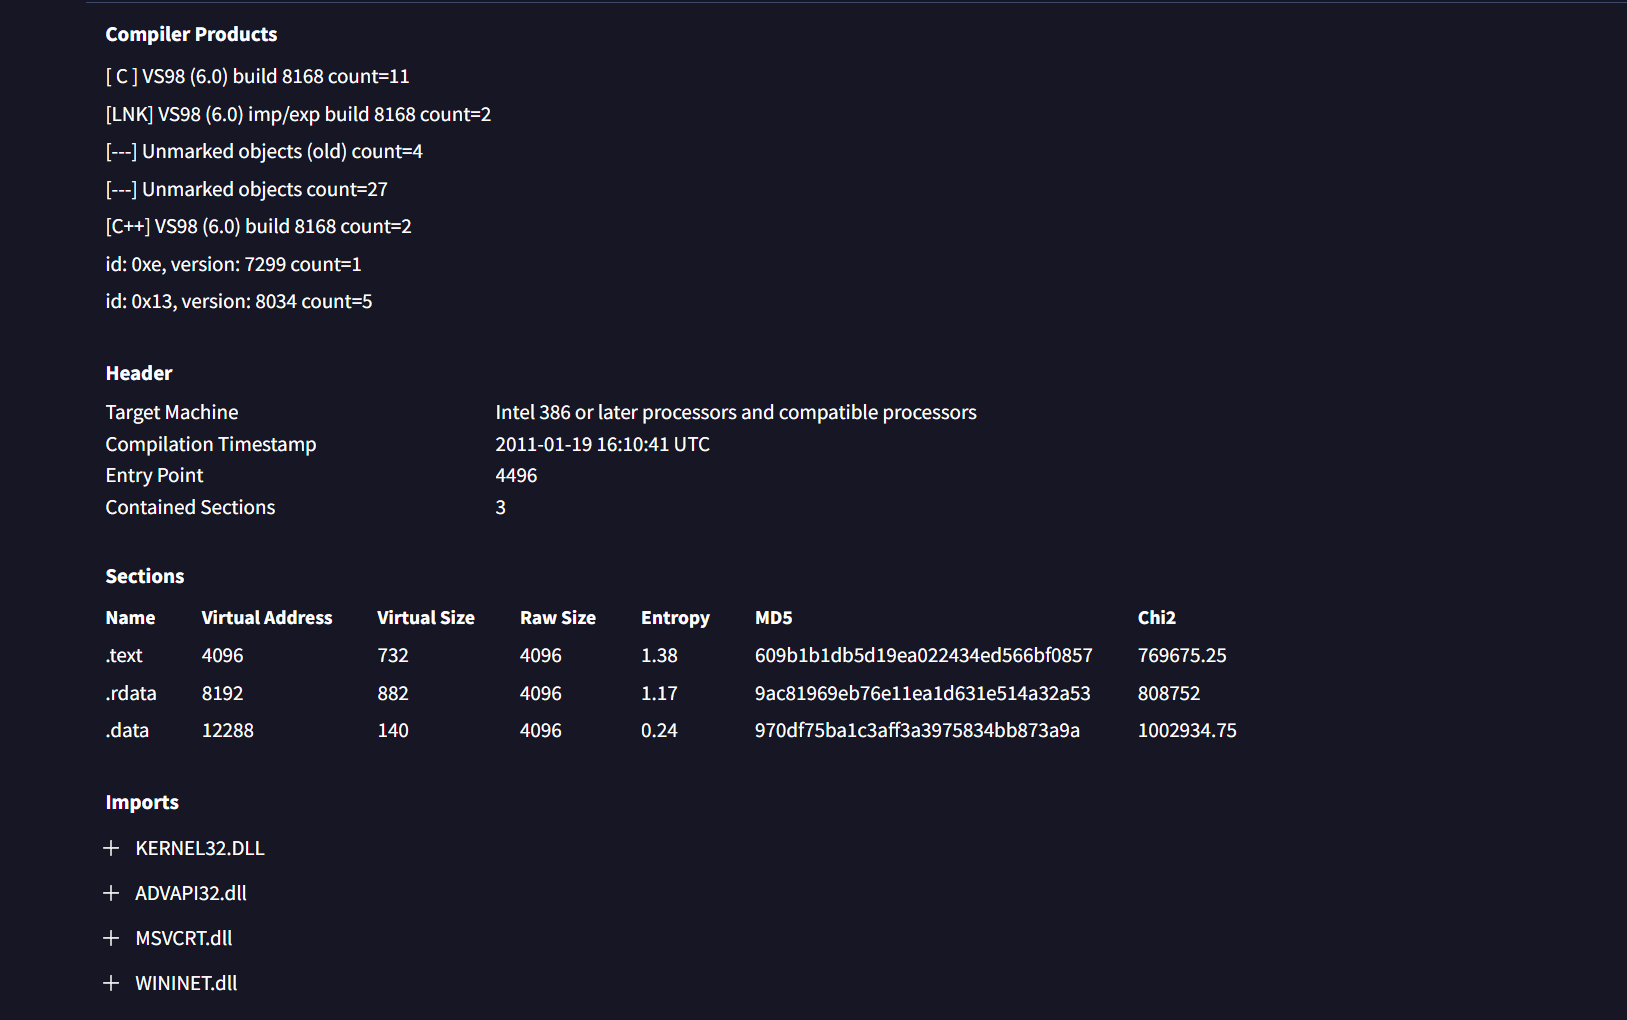 Compiler Products
[ C ] VS98 (6.0) build 8168 count=11
[LNK] VS98 (6.0) imp/exp build 8168 count=2
[---] Unmarked objects (old) count=4
[---] Unmarked objects count=27
[C++] VS98 (6.0) build 8168 count=2
id: 0xe, version: 7299 count=1
id: 0x13, version: 8034 count=5
Header
Target Machine Intel 386 or later processors and compatible processors
Compilation Timestamp 2011-01-19 16:10:41 UTC
Entry Point 4496
Contained Sections 3
Sections
Name Virtual Address Virtual Size Raw Size Entropy MD5 Chi2
.text 4096 732 4096 1.38 609b1b1db5d19ea022434ed566bf0857 769675.25
.rdata 8192 882 4096 1.17 9ac81969eb76e11ea1d631e514a32a53 808752
.data 12288 140 4096 0.24 970df75ba1c3aff3a3975834bb873a9a 1002934.75
Imports
+ KERNEL32.DLL
+ ADVAPI32.dll
+ MSVCRT.dll
+ WININET.dll